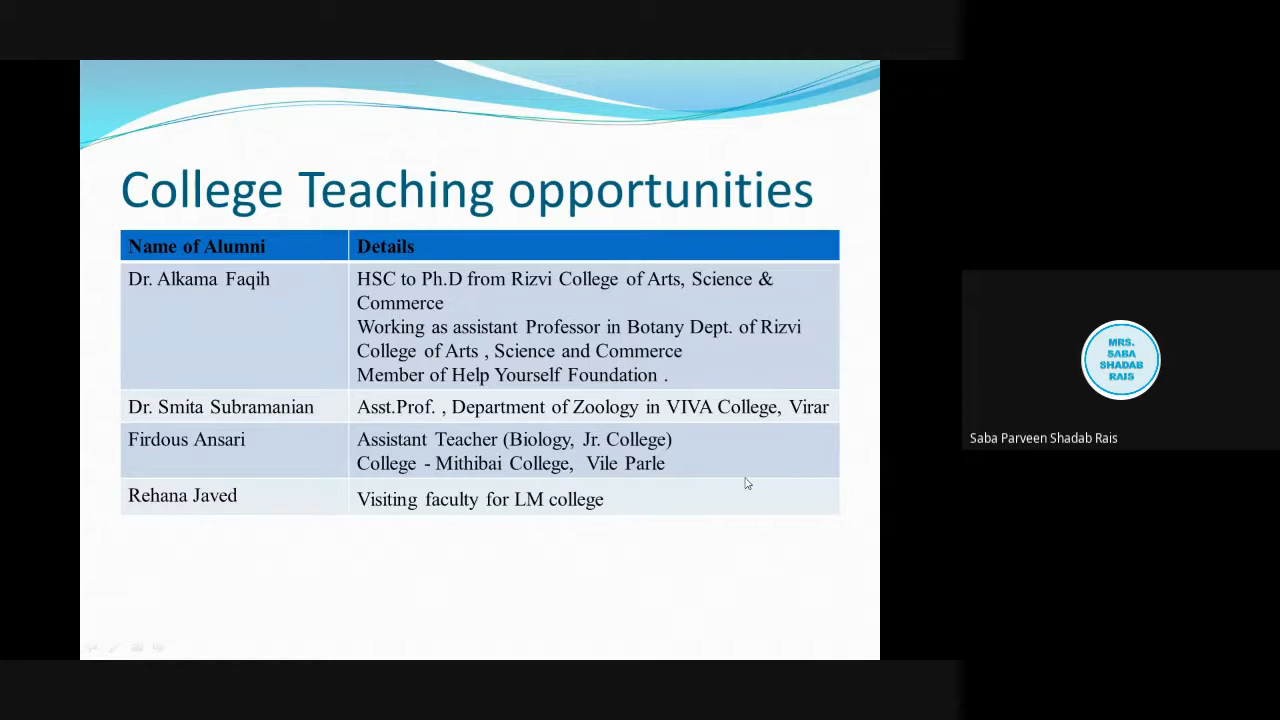 College Teaching opportunities
Name of Alumni
Details
Dr. Alkama Faqih
HSC to Ph.D from Rizvi College of Arts, Science &
Commerce
Working as assistant Professor in Botany Dept. of Rizvi
College of Arts , Science and Commerce
Member of Help Yourself Foundation .
Dr. Smita Subramanian
Asst.Prof. , Department of Zoology in VIVA College, Virar
Firdous Ansari
Assistant Teacher (Biology, Jr. College)
College - Mithibai College, Vile Parle
Rehana Javed
Visiting faculty for LM college
MRS.
SABA
SHADAB
RAIS
Saba Parveen Shadab Rais